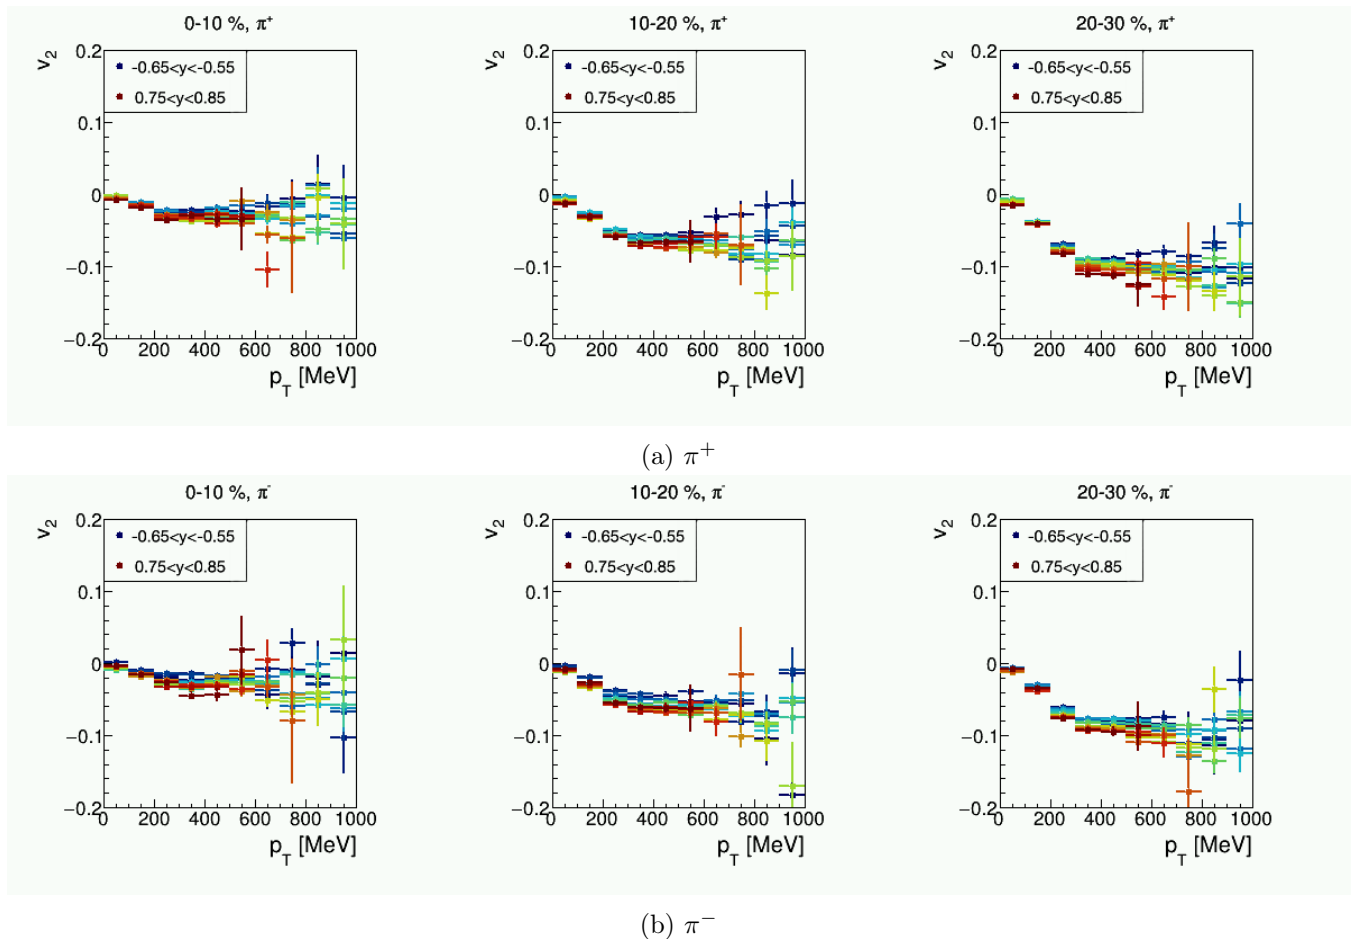 0-10 %, π⁺ 10-20 %, π⁺ 20-30 %, π⁺
v₂ 0.2 v₂ 0.2 v₂ 0.2
-0.65<y<-0.55 -0.65<y<-0.55 -0.65<y<-0.55
0.75<y<0.85 0.75<y<0.85 0.75<y<0.85
0.1 0.1 0.1
0 0 0
−0.1 −0.1 −0.1
−0.2 −0.2 −0.2
0 200 400 600 800 1000 0 200 400 600 800 1000 0 200 400 600 800 1000
p_T [MeV] p_T [MeV] p_T [MeV]
(a) π⁺
0-10 %, π⁻ 10-20 %, π⁻ 20-30 %, π⁻
v₂ 0.2 v₂ 0.2 v₂ 0.2
-0.65<y<-0.55 -0.65<y<-0.55 -0.65<y<-0.55
0.75<y<0.85 0.75<y<0.85 0.75<y<0.85
0.1 0.1 0.1
0 0 0
−0.1 −0.1 −0.1
−0.2 −0.2 −0.2
0 200 400 600 800 1000 0 200 400 600 800 1000 0 200 400 600 800 1000
p_T [MeV] p_T [MeV] p_T [MeV]
(b) π⁻